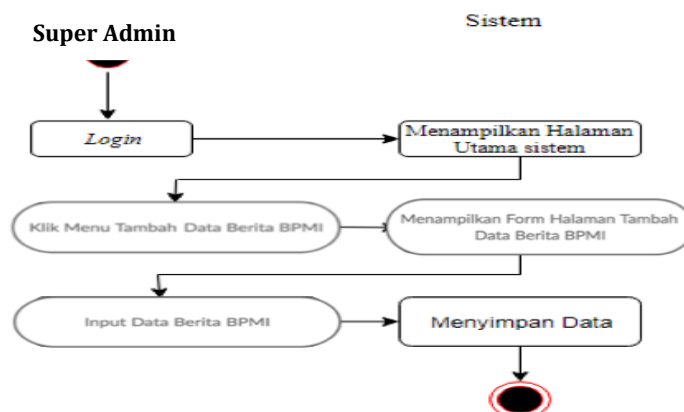 Super Admin
Sistem
Login
Menampilkan Halaman
Utama sistem
Klik Menu Tambah Data Berita BPMI
Menampilkan Form Halaman Tambah
Data Berita BPMI
Input Data Berita BPMI
Menyimpan Data